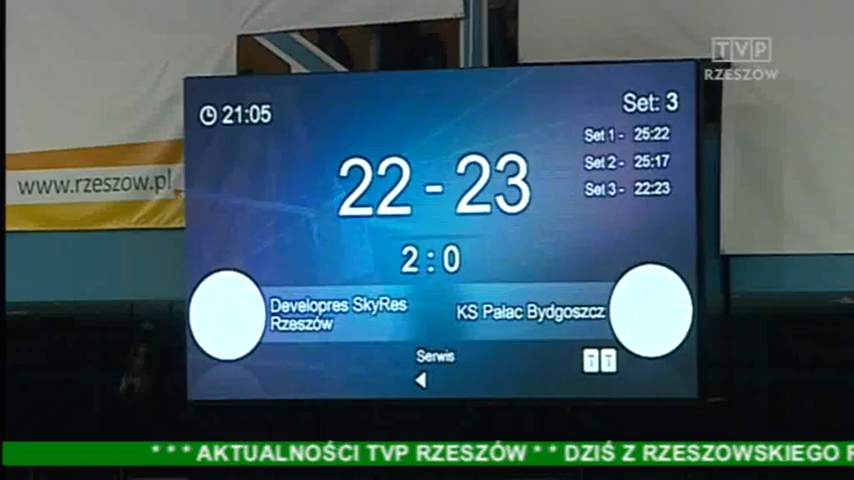 TVP
RZESZÓW
21:05
Set: 3
Set 1 - 25:22
Set 2 - 25:17
Set 3 - 22:23
www.rzeszow.pl
22 - 23
2 : 0
Developres SkyRes
Rzeszów
KS Pałac Bydgoszcz
Serwis
T T
* * * AKTUALNOŚCI TVP RZESZÓW * * DZIŚ Z RZESZOWSKIEGO R